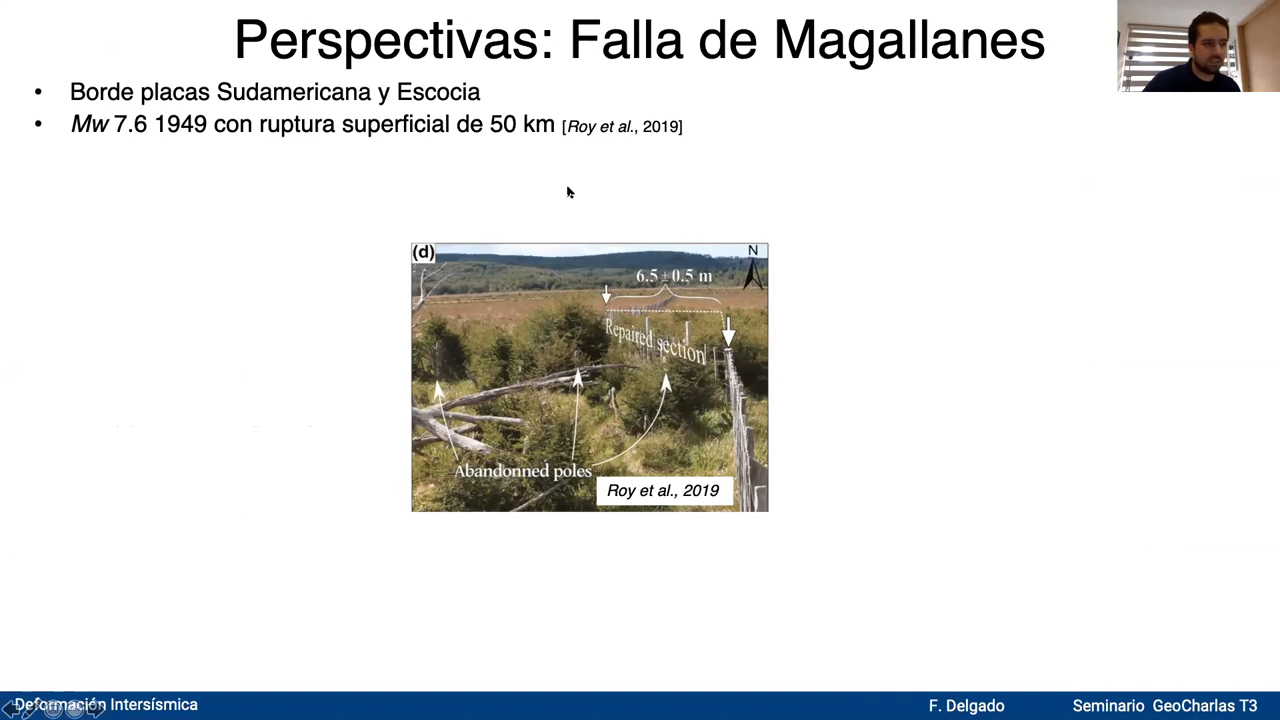 Perspectivas: Falla de Magallanes
• Borde placas Sudamericana y Escocia
• Mw 7.6 1949 con ruptura superficial de 50 km [Roy et al., 2019]
(d)
N
6.5 ± 0.5 m
Repaired section
Abandonned poles
Roy et al., 2019
Deformación Intersísmica
F. Delgado
Seminario GeoCharlas T3